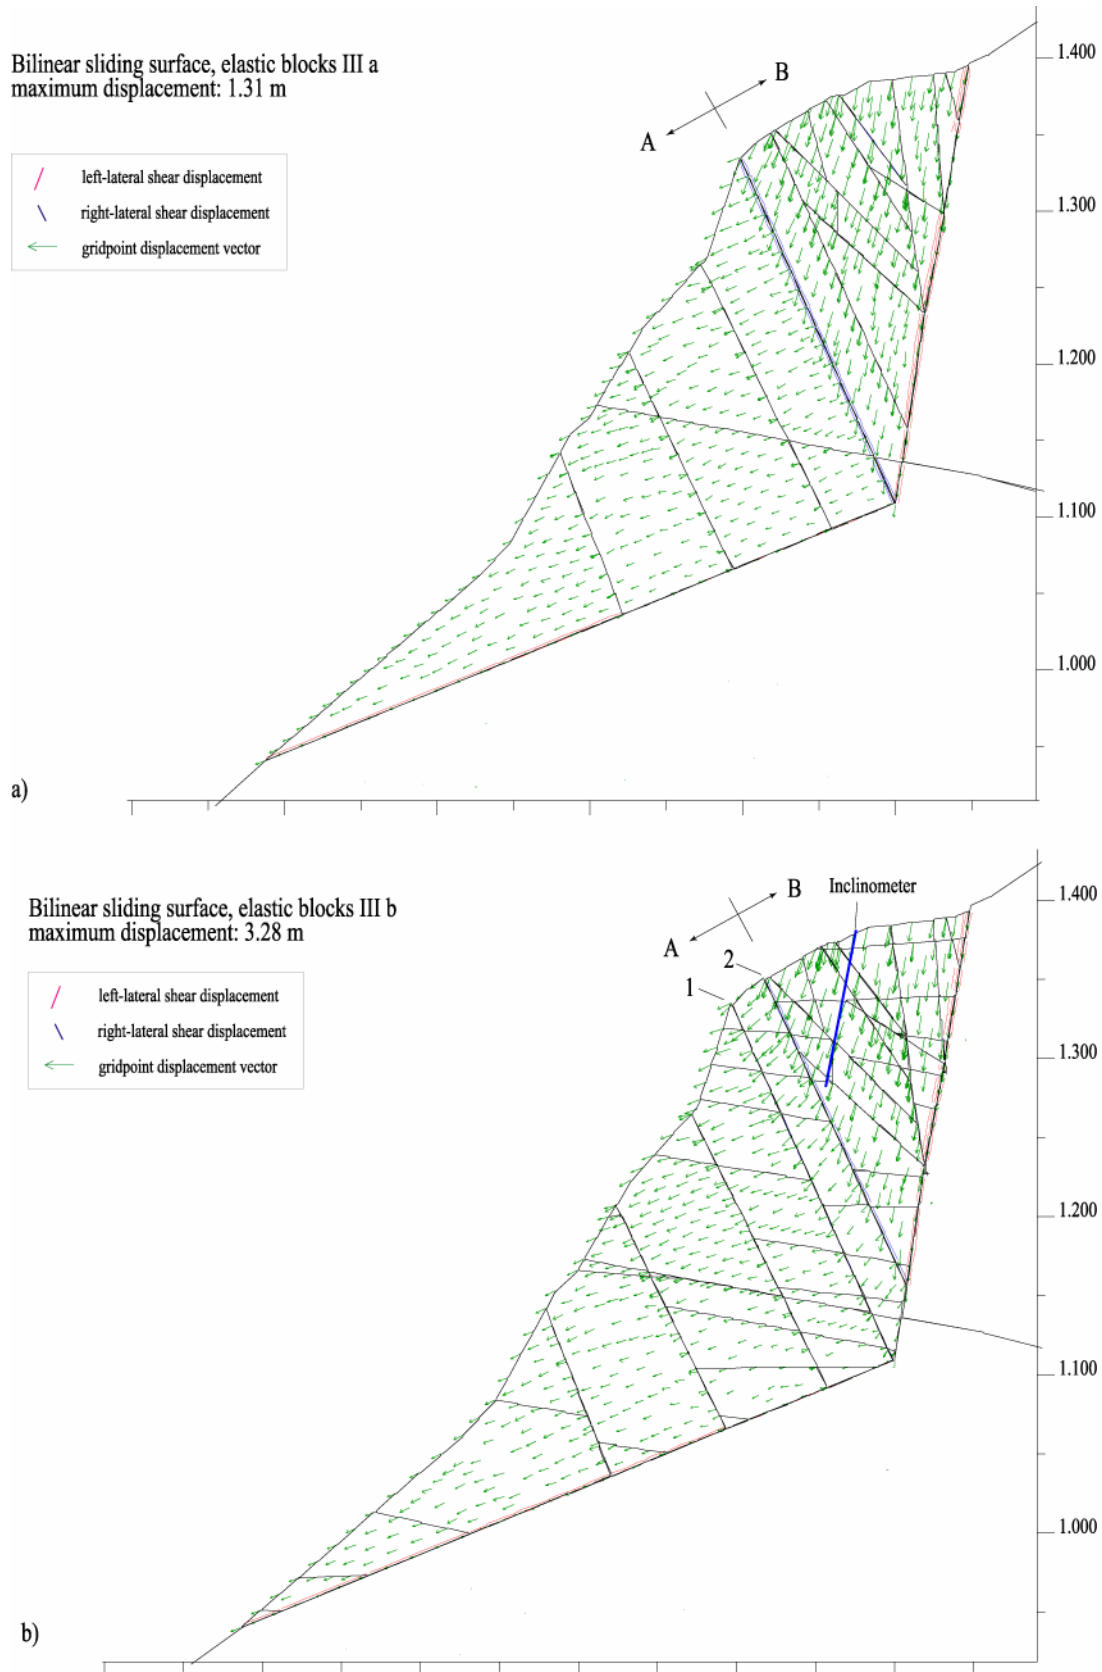 Bilinear sliding surface, elastic blocks III a
maximum displacement: 1.31 m
left-lateral shear displacement
right-lateral shear displacement
gridpoint displacement vector
A
B
1.400
1.300
1.200
1.100
1.000
a)
Bilinear sliding surface, elastic blocks III b
maximum displacement: 3.28 m
left-lateral shear displacement
right-lateral shear displacement
gridpoint displacement vector
A
B
Inclinometer
2
1
1.400
1.300
1.200
1.100
1.000
b)